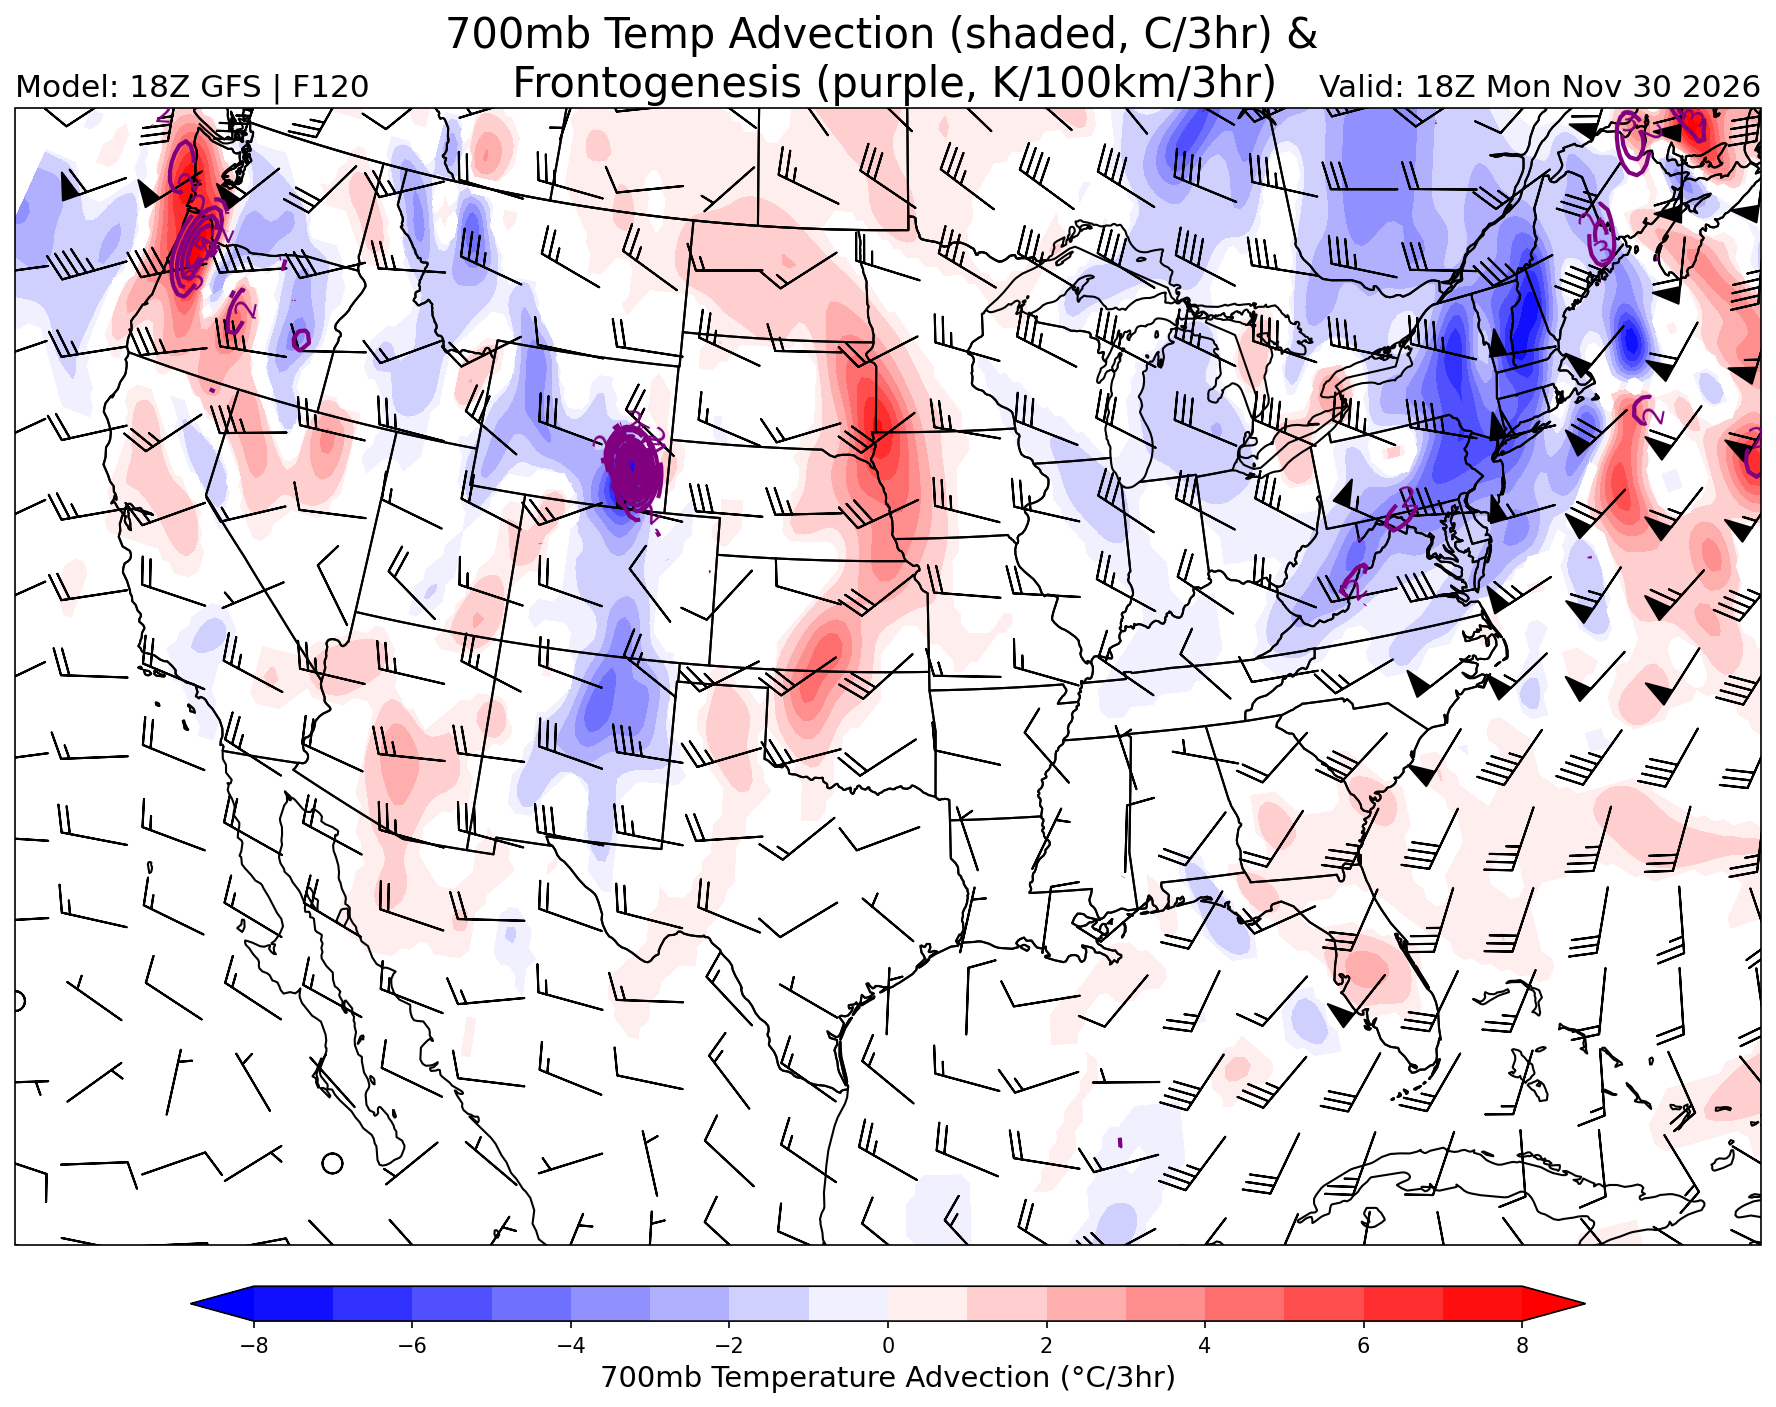 700mb Temp Advection (shaded, C/3hr) &
Model: 18Z GFS | F120 Frontogenesis (purple, K/100km/3hr) Valid: 18Z Mon Nov 30 2026
−8 −6 −4 −2 0 2 4 6 8
700mb Temperature Advection (°C/3hr)